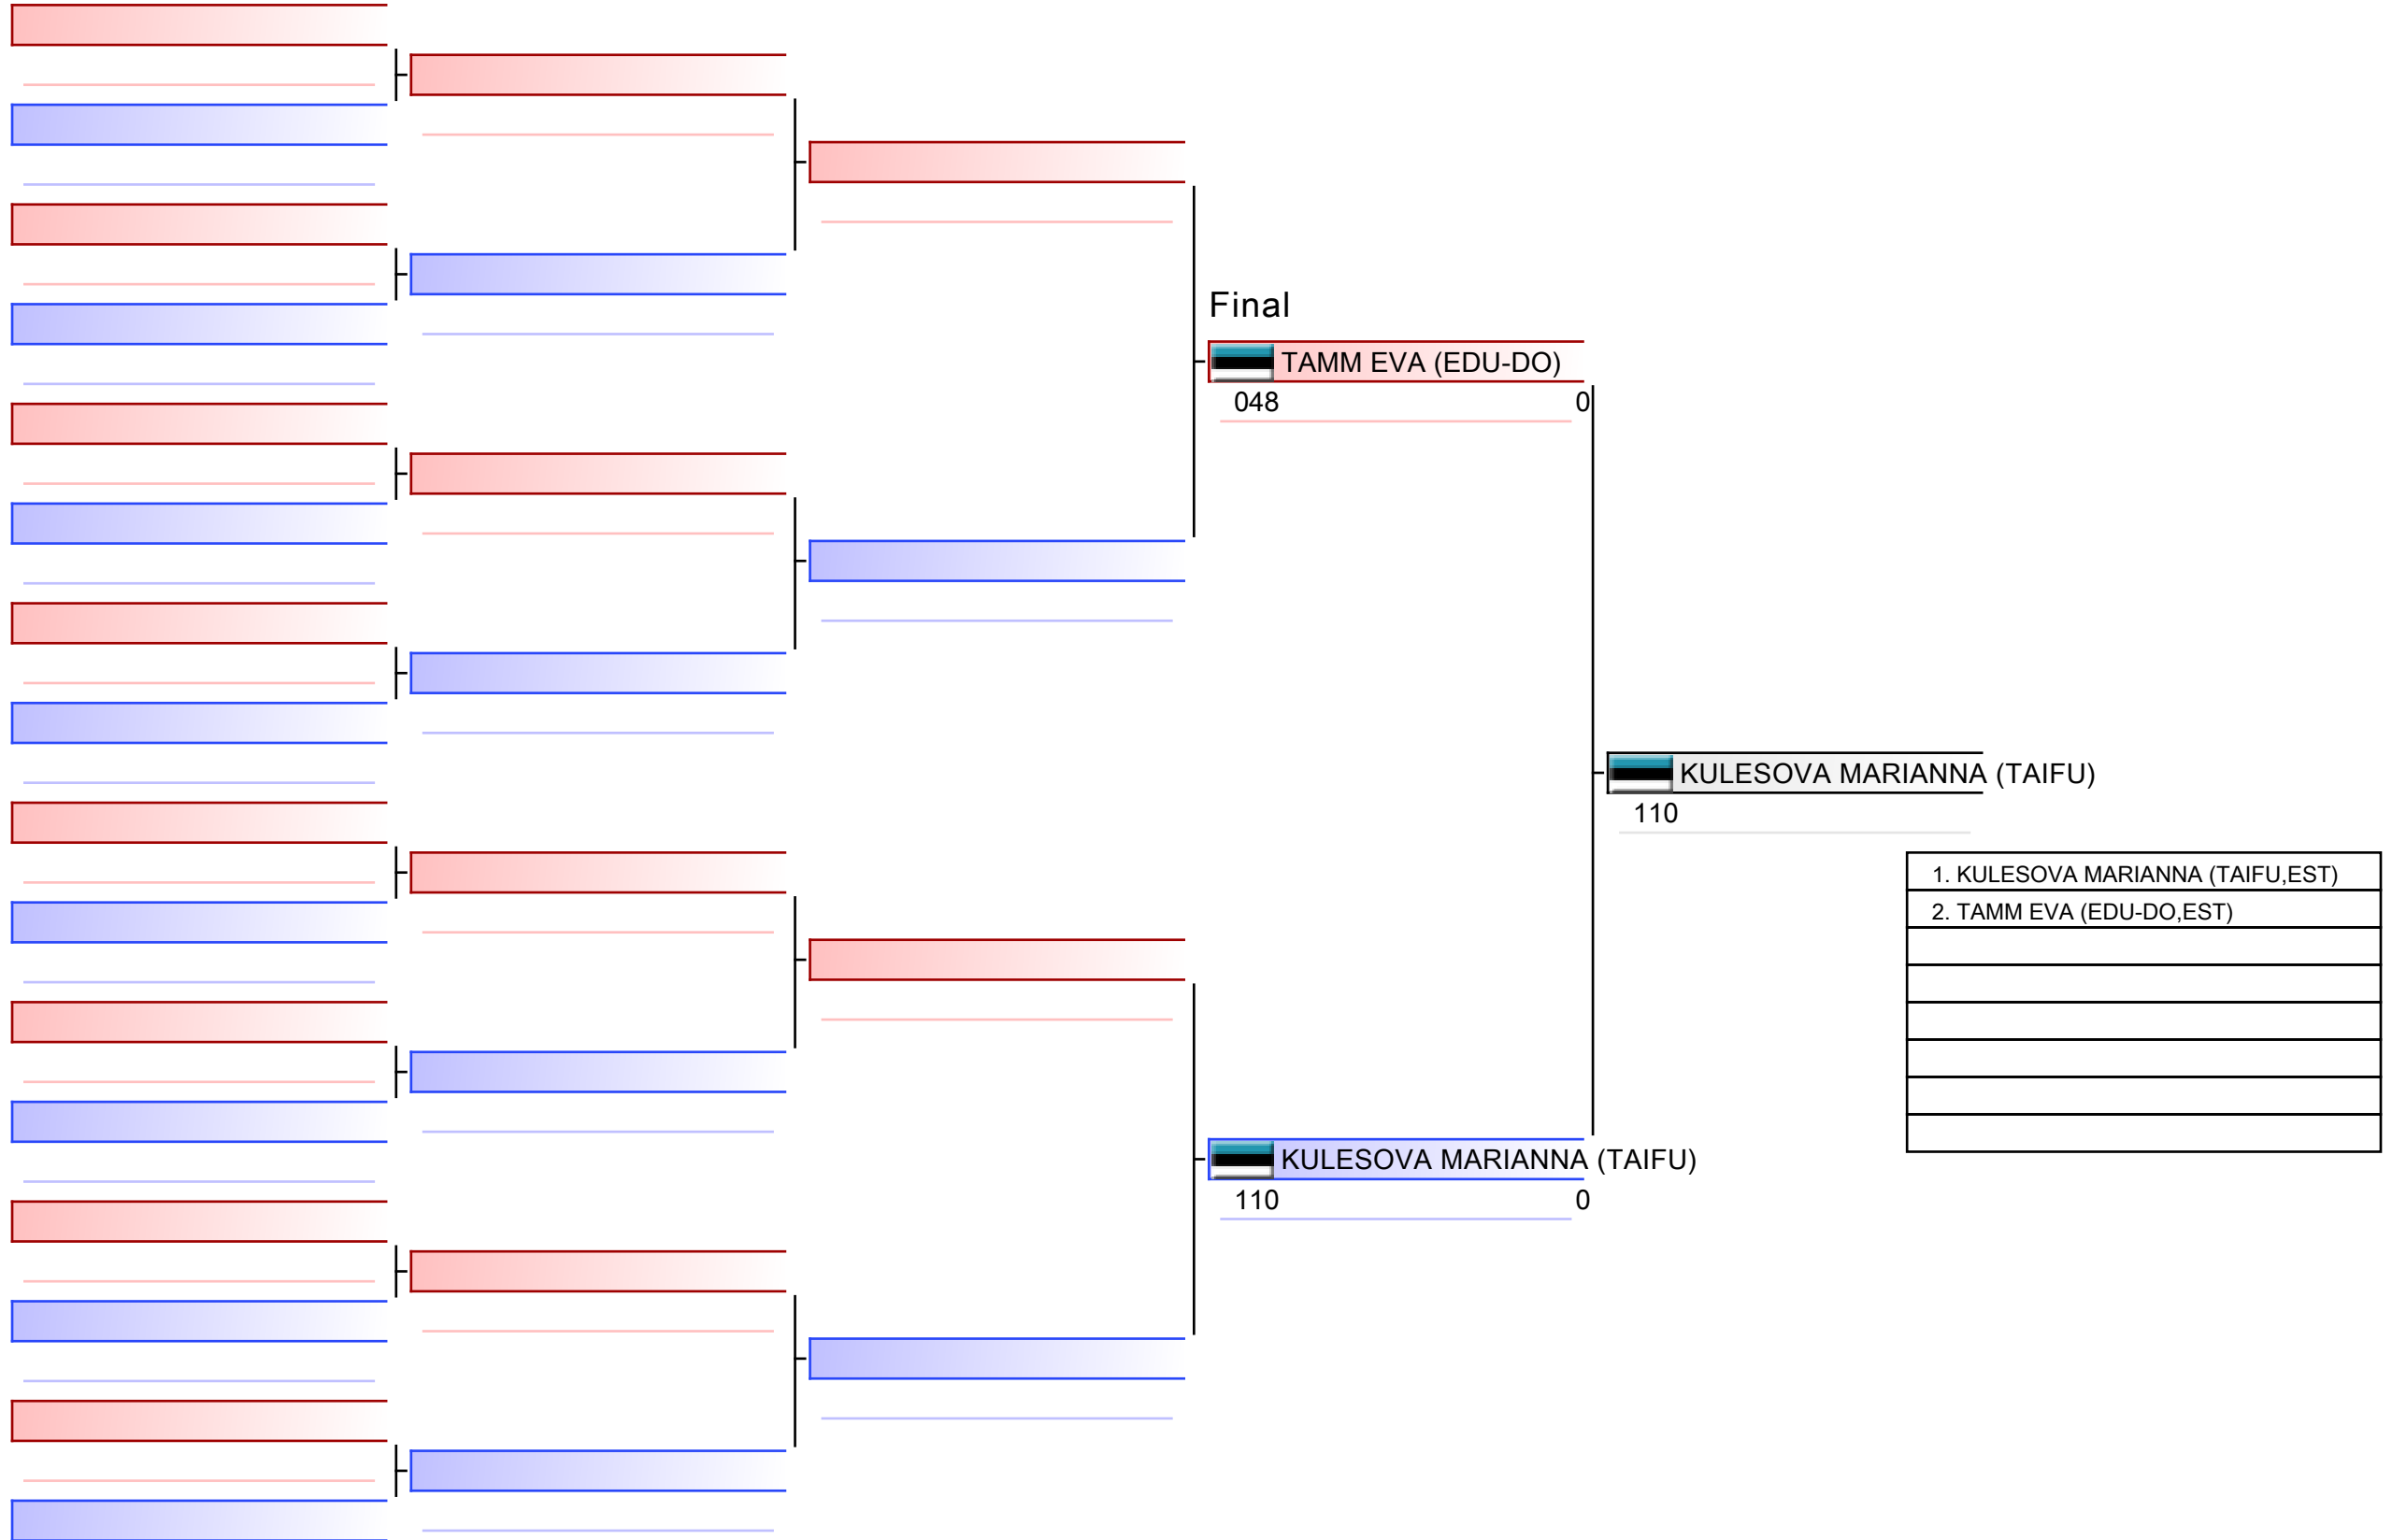 Final
TAMM EVA (EDU-DO)
048 0
KULESOVA MARIANNA (TAIFU)
110
1. KULESOVA MARIANNA (TAIFU,EST)
2. TAMM EVA (EDU-DO,EST)
KULESOVA MARIANNA (TAIFU)
110 0